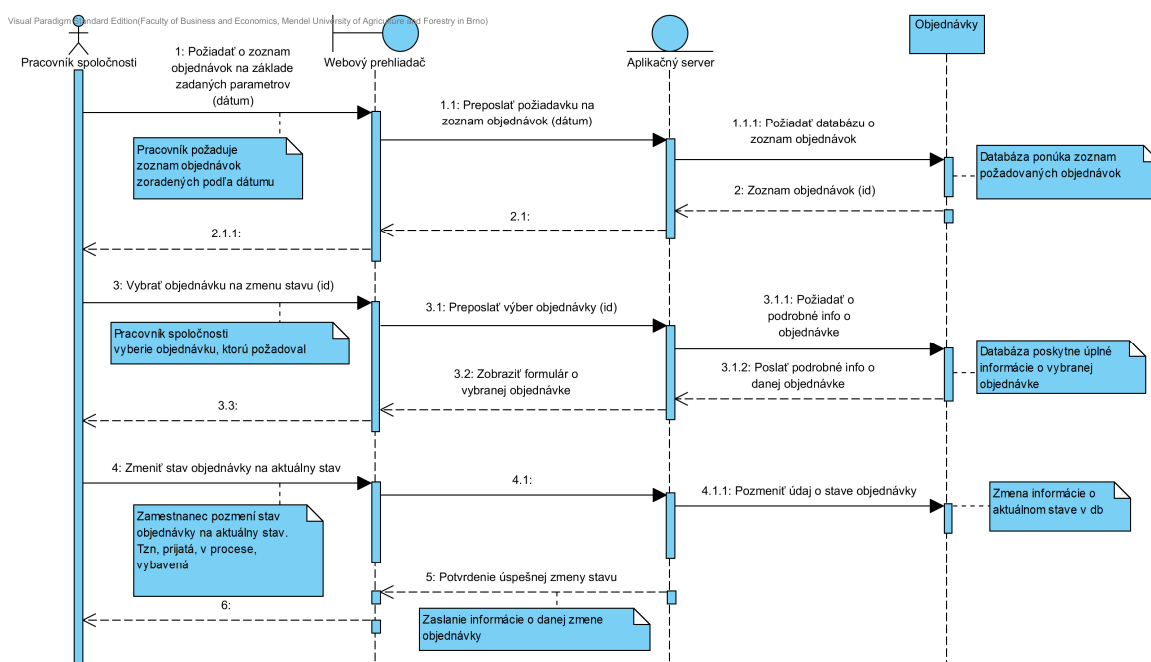 Visual Paradigm Standard Edition(Faculty of Business and Economics, Mendel University of Agriculture and Forestry in Brno)
Pracovník spoločnosti
Webový prehliadač
Aplikačný server
Objednávky
1: Požiadať o zoznam
objednávok na základe
zadaných parametrov
(dátum)
Pracovník požaduje
zoznam objednávok
zoradených podľa dátumu
1.1: Preposlať požiadavku na
zoznam objednávok (dátum)
1.1.1: Požiadať databázu o
zoznam objednávok
Databáza ponúka zoznam
požadovaných objednávok
2: Zoznam objednávok (id)
2.1:
2.1.1:
3: Vybrať objednávku na zmenu stavu (id)
Pracovník spoločnosti
vyberie objednávku, ktorú požadoval
3.1: Preposlať výber objednávky (id)
3.1.1: Požiadať o
podrobné info o
objednávke
Databáza poskytne úplné
informácie o vybranej
objednávke
3.1.2: Poslať podrobné info o
danej objednávke
3.2: Zobraziť formulár o
vybranej objednávke
3.3:
4: Zmeniť stav objednávky na aktuálny stav
Zamestnanec pozmení stav
objednávky na aktuálny stav.
Tzn, prijatá, v procese,
vybavená
4.1:
4.1.1: Pozmeniť údaj o stave objednávky
Zmena informácie o
aktuálnom stave v db
5: Potvrdenie úspešnej zmeny stavu
Zaslanie informácie o danej zmene
objednávky
6: